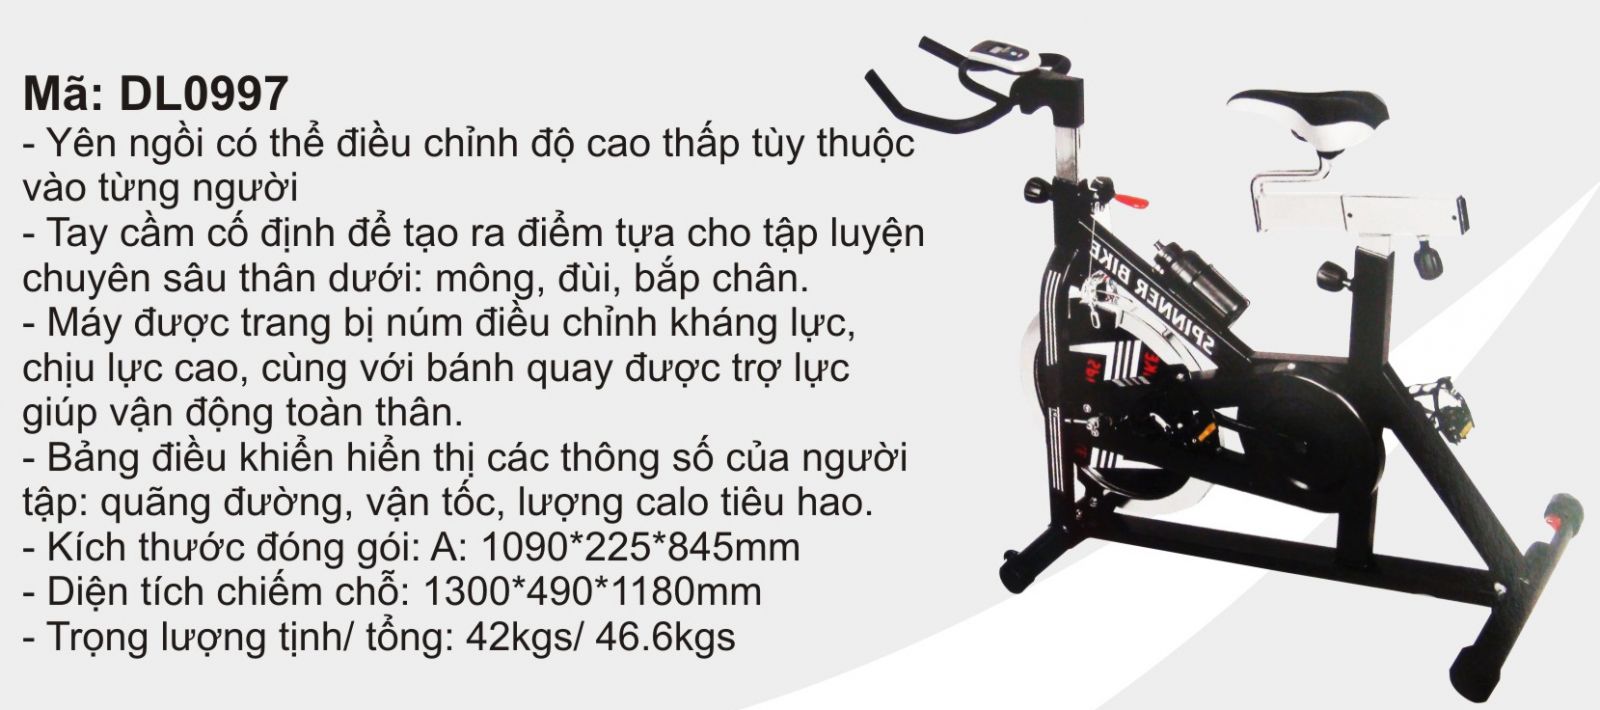 Mã: DL0997
- Yên ngồi có thể điều chỉnh độ cao thấp tùy thuộc
vào từng người
- Tay cầm cố định để tạo ra điểm tựa cho tập luyện
chuyên sâu thân dưới: mông, đùi, bắp chân.
- Máy được trang bị núm điều chỉnh kháng lực,
chịu lực cao, cùng với bánh quay được trợ lực
giúp vận động toàn thân.
- Bảng điều khiển hiển thị các thông số của người
tập: quãng đường, vận tốc, lượng calo tiêu hao.
- Kích thước đóng gói: A: 1090*225*845mm
- Diện tích chiếm chỗ: 1300*490*1180mm
- Trọng lượng tịnh/ tổng: 42kgs/ 46.6kgs
SPINNER BIKE